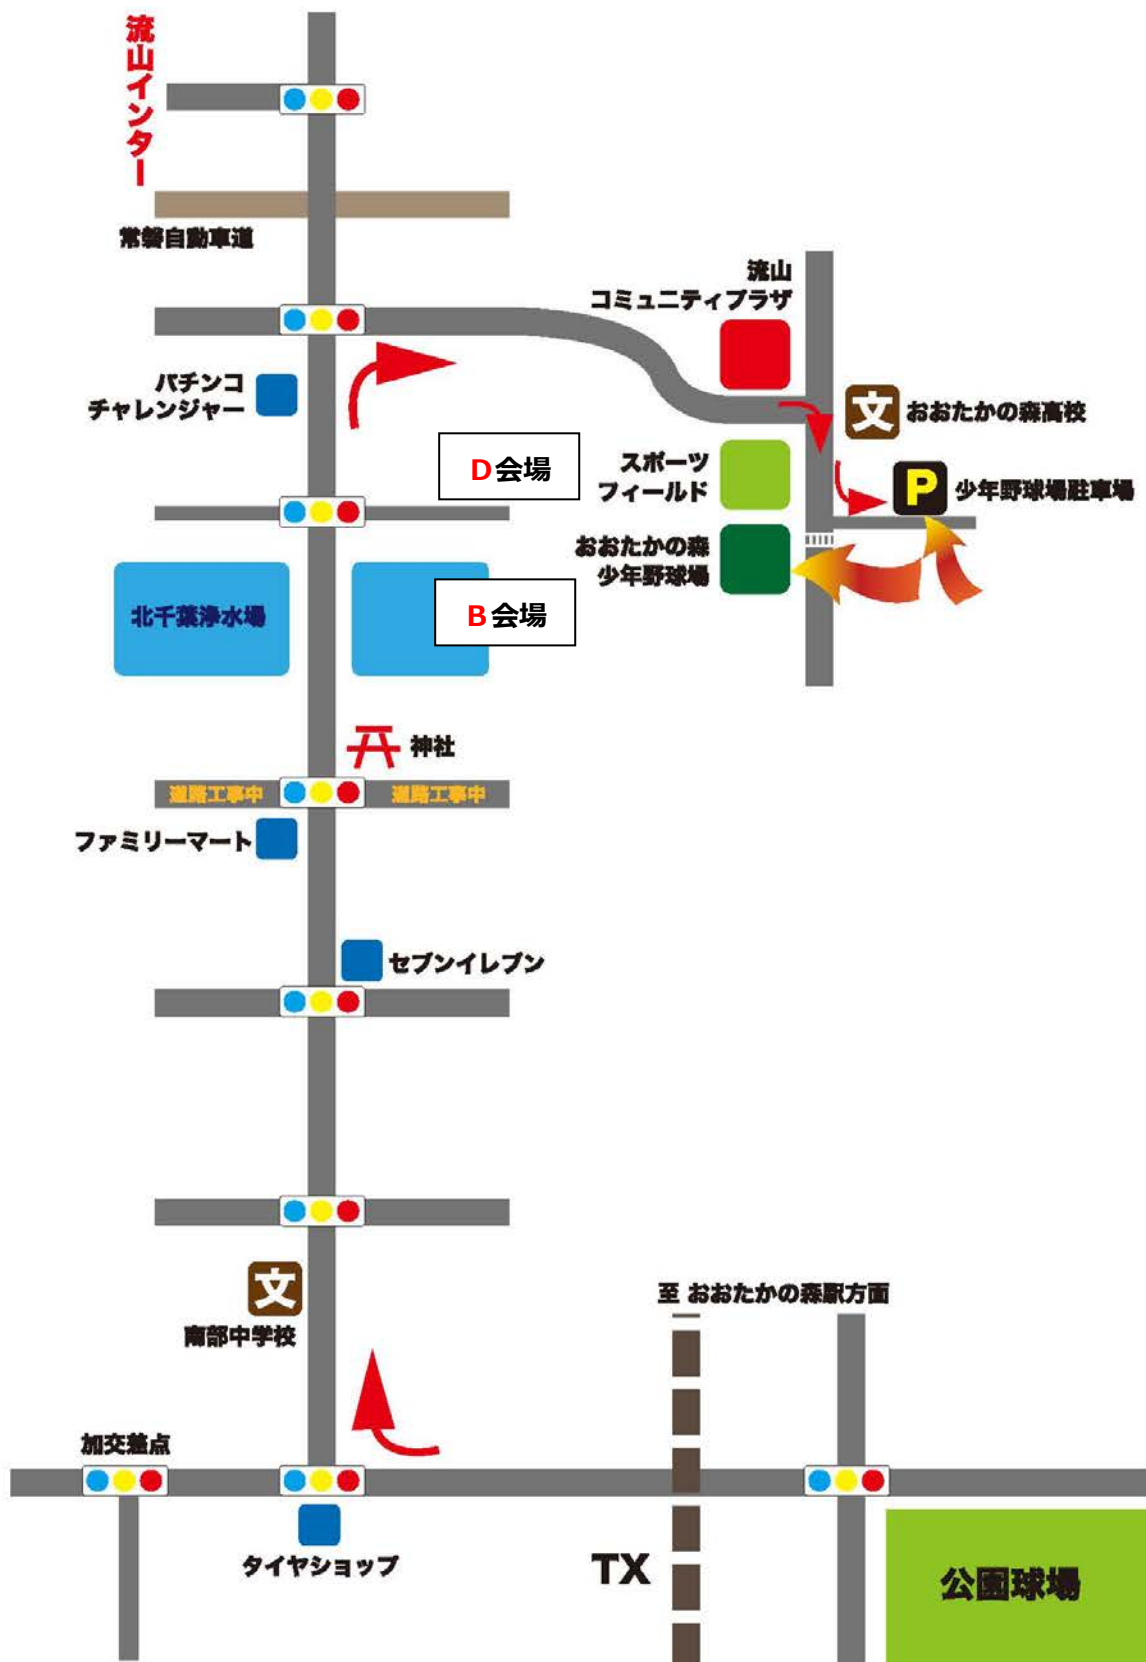 流山インター
常磐自動車道
流山
コミュニティプラザ
パチンコ
チャレンジャー
文
おおたかの森高校
D会場
スポーツ
フィールド
P
少年野球場駐車場
おおたかの森
少年野球場
北千葉浄水場
B会場
神社
道路工事中
道路工事中
ファミリーマート
セブンイレブン
文
南部中学校
至 おおたかの森駅方面
加交差点
タイヤショップ
TX
公園球場